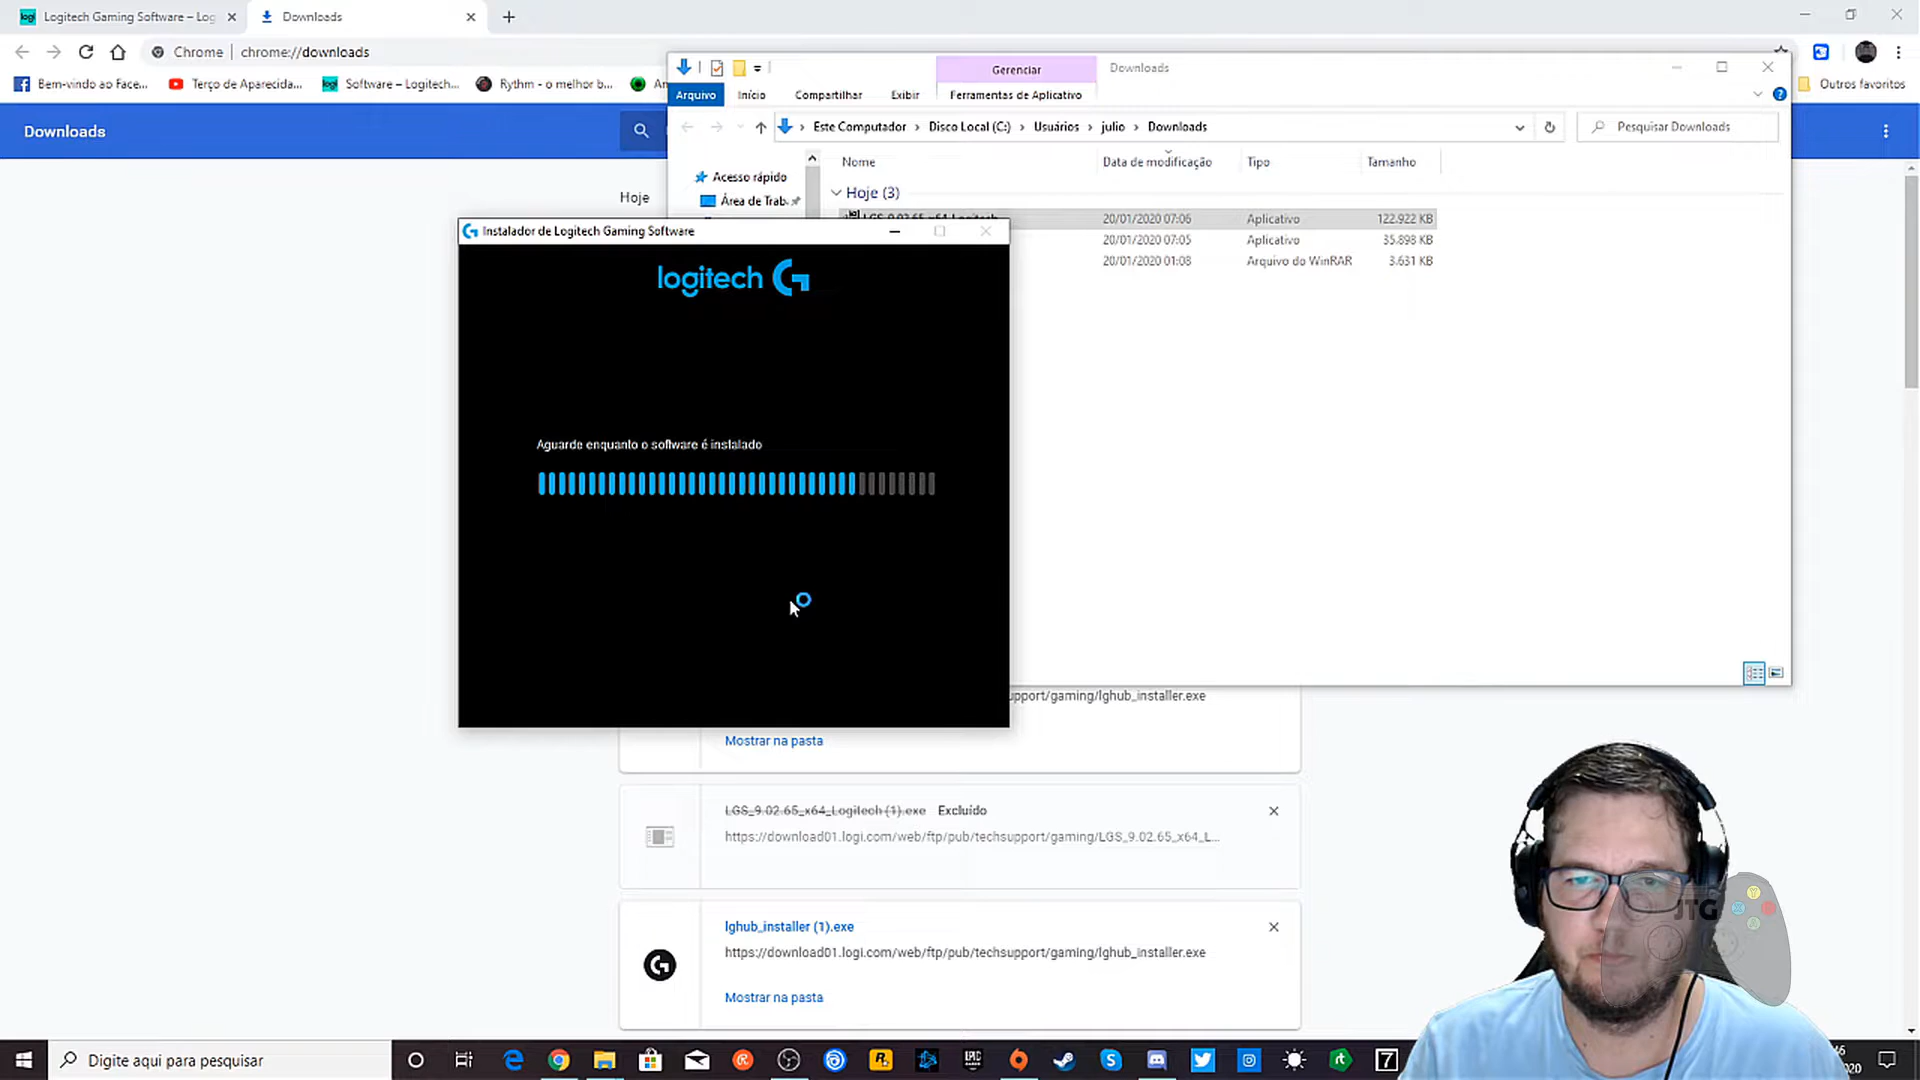 Logitech Gaming Software – Log
Downloads
Chrome
chrome://downloads
Bem-vindo ao Face...
Terço de Aparecida...
Software – Logitech...
Rythm - o melhor b...
Outros favoritos
Downloads
Hoje
Gerenciar
Downloads
Arquivo
Início
Compartilhar
Exibir
Ferramentas de Aplicativo
Este Computador
Disco Local (C:)
Usuários
julio
Downloads
Pesquisar Downloads
Acesso rápido
Área de Trab
Nome
Data de modificação
Tipo
Tamanho
Hoje (3)
LGS_9.02.65_x64_Logitech
20/01/2020 07:06
Aplicativo
122.922 KB
20/01/2020 07:05
Aplicativo
35.898 KB
20/01/2020 01:08
Arquivo do WinRAR
3.631 KB
Instalador de Logitech Gaming Software
logitech G
Aguarde enquanto o software é instalado
pport/gaming/lghub_installer.exe
Mostrar na pasta
LGS_9.02.65_x64_Logitech (1).exe Excluído
https://download01.logi.com/web/ftp/pub/techsupport/gaming/LGS_9.02.65_x64_L...
lghub_installer (1).exe
https://download01.logi.com/web/ftp/pub/techsupport/gaming/lghub_installer.exe
Mostrar na pasta
JTG
Digite aqui para pesquisar
EPIC
7